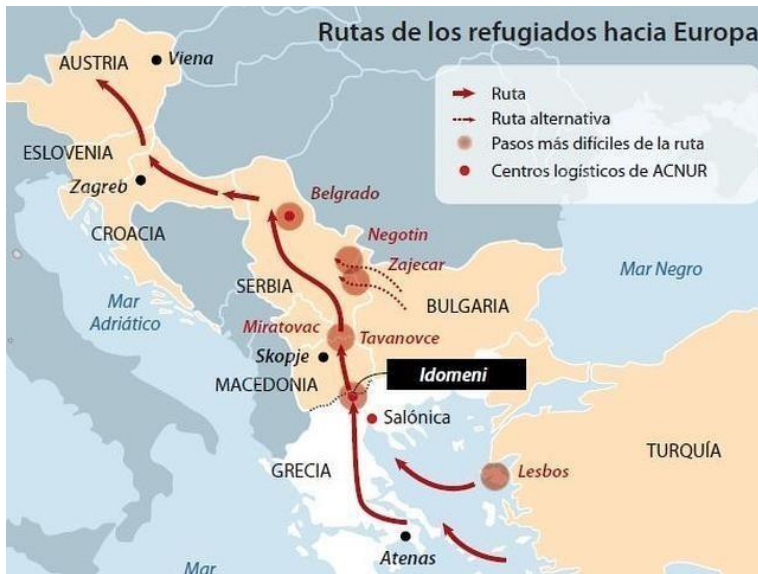 Rutas de los refugiados hacia Europa
Ruta
Ruta alternativa
Pasos más difíciles de la ruta
Centros logísticos de ACNUR
AUSTRIA
Viena
ESLOVENIA
Zagreb
CROACIA
Belgrado
Negotin
Zajecar
Mar Negro
SERBIA
BULGARIA
Mar
Adriático
Miratovac
Tavanovce
Skopje
MACEDONIA
Idomeni
Salónica
TURQUÍA
GRECIA
Lesbos
Atenas
Mar